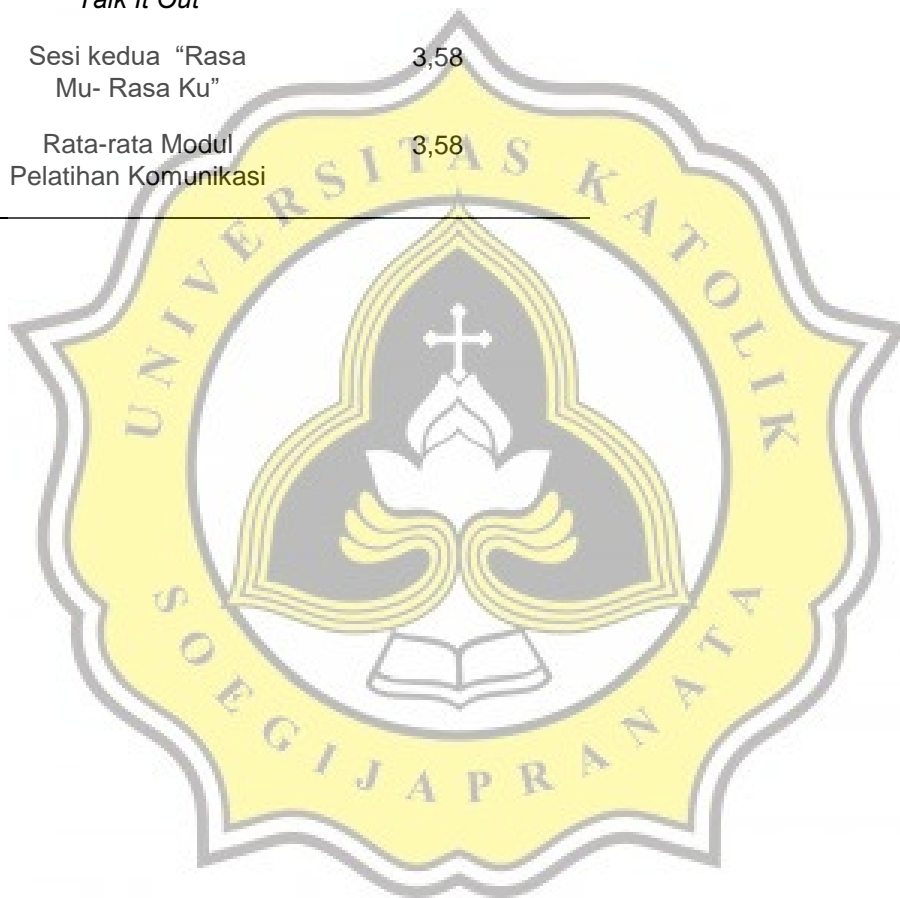 Talk It Out
Sesi kedua “Rasa 3,58
Mu- Rasa Ku”
Rata-rata Modul 3,58
Pelatihan Komunikasi
UNIVERSITAS KATOLIK
SOEGIJAPRANATA